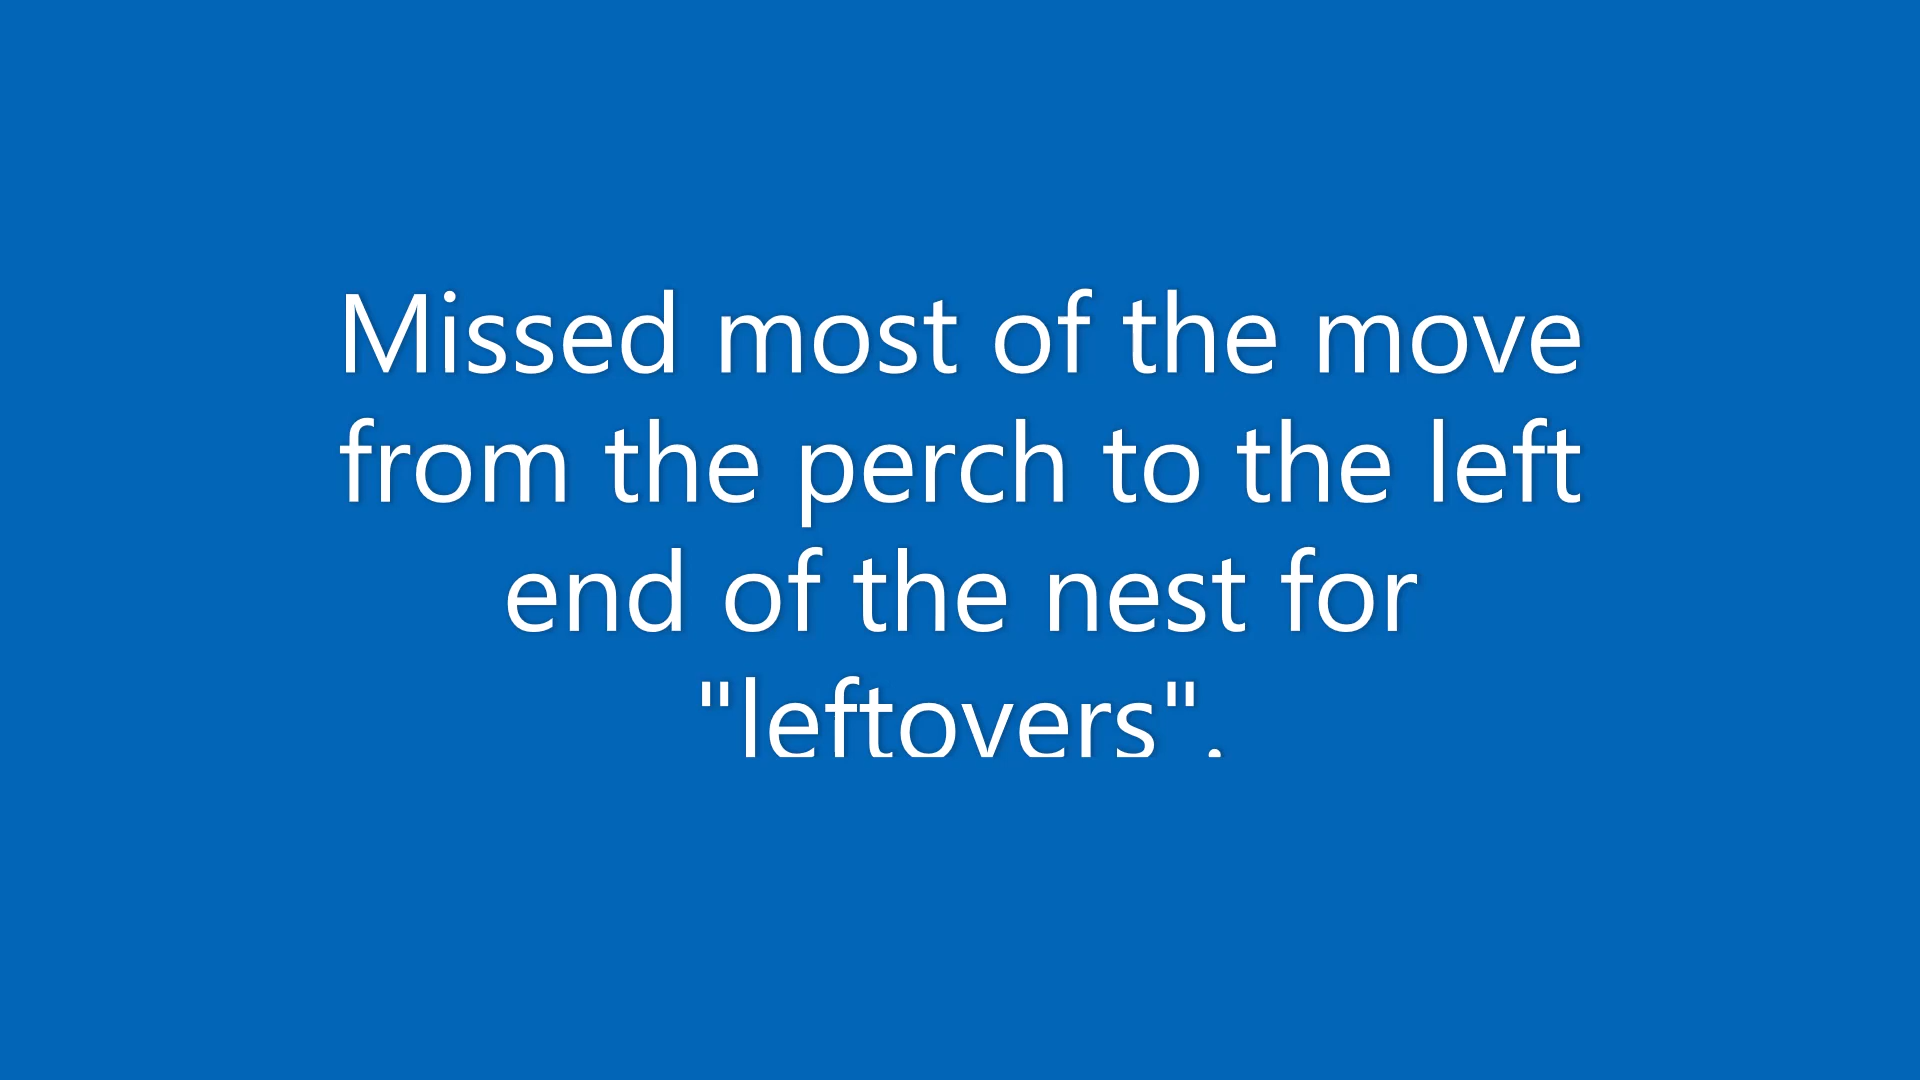 Missed most of the move
from the perch to the left
end of the nest for
"leftovers".